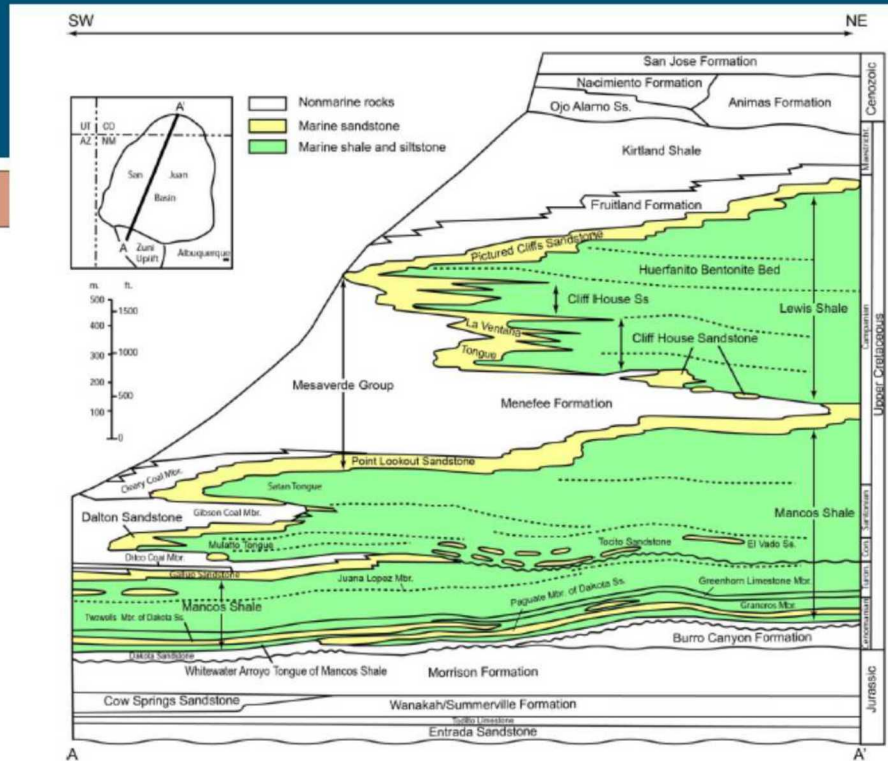 SW
NE
San Jose Formation
Nacimiento Formation
Ojo Alamo Ss.
Animas Formation
Cenozoic
A'
UT CO
AZ NM
San Juan
Basin
A
Zuni
Uplift
Albuquerque
Nonmarine rocks
Marine sandstone
Marine shale and siltstone
Kirtland Shale
Maestricht.
Fruitland Formation
Pictured Cliffs Sandstone
Huerfanito Bentonite Bed
Cliff House Ss
Lewis Shale
La Ventana
Tongue
Cliff House Sandstone
Campanian
Upper Cretaceous
m. ft.
500
1500
400
300
1000
200
500
100
0
Mesaverde Group
Menefee Formation
Point Lookout Sandstone
Cleary Coal Mbr.
Satan Tongue
Gibson Coal Mbr.
Mancos Shale
Santonian
Dalton Sandstone
Mulatto Tongue
Tocito Sandstone
El Vado Ss.
Con.
Dilco Coal Mbr.
Gallup Sandstone
Juana Lopez Mbr.
Turon.
Mancos Shale
Paguate Mbr. of Dakota Ss.
Greenhorn Limestone Mbr.
Graneros Mbr.
Cenomanian
Twowells Mbr. of Dakota Ss.
Burro Canyon Formation
Dakota Sandstone
Whitewater Arroyo Tongue of Mancos Shale
Morrison Formation
Jurassic
Cow Springs Sandstone
Wanakah/Summerville Formation
Todilto Limestone
Entrada Sandstone
A
A'